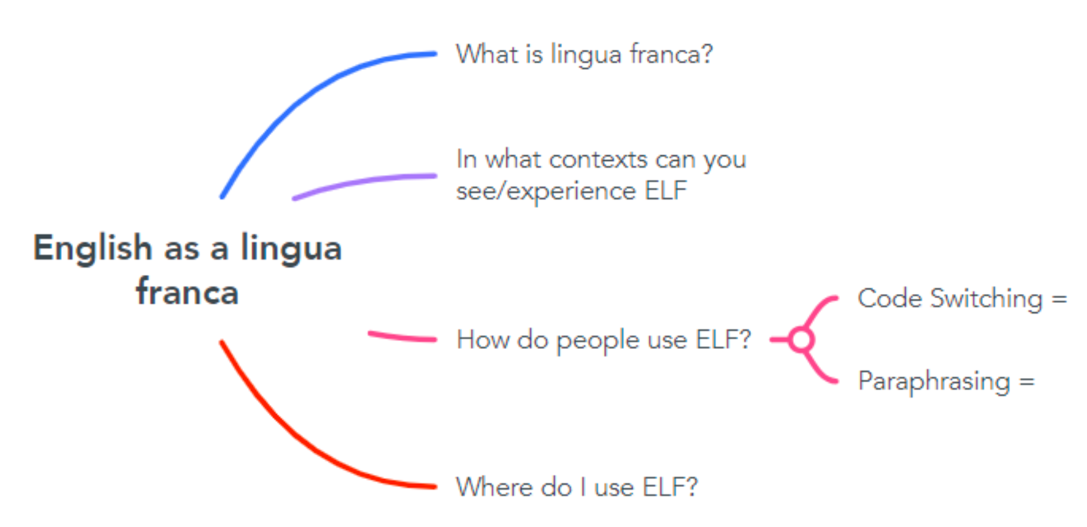 What is lingua franca?
In what contexts can you
see/experience ELF
English as a lingua
franca
How do people use ELF?
Code Switching =
Paraphrasing =
Where do I use ELF?